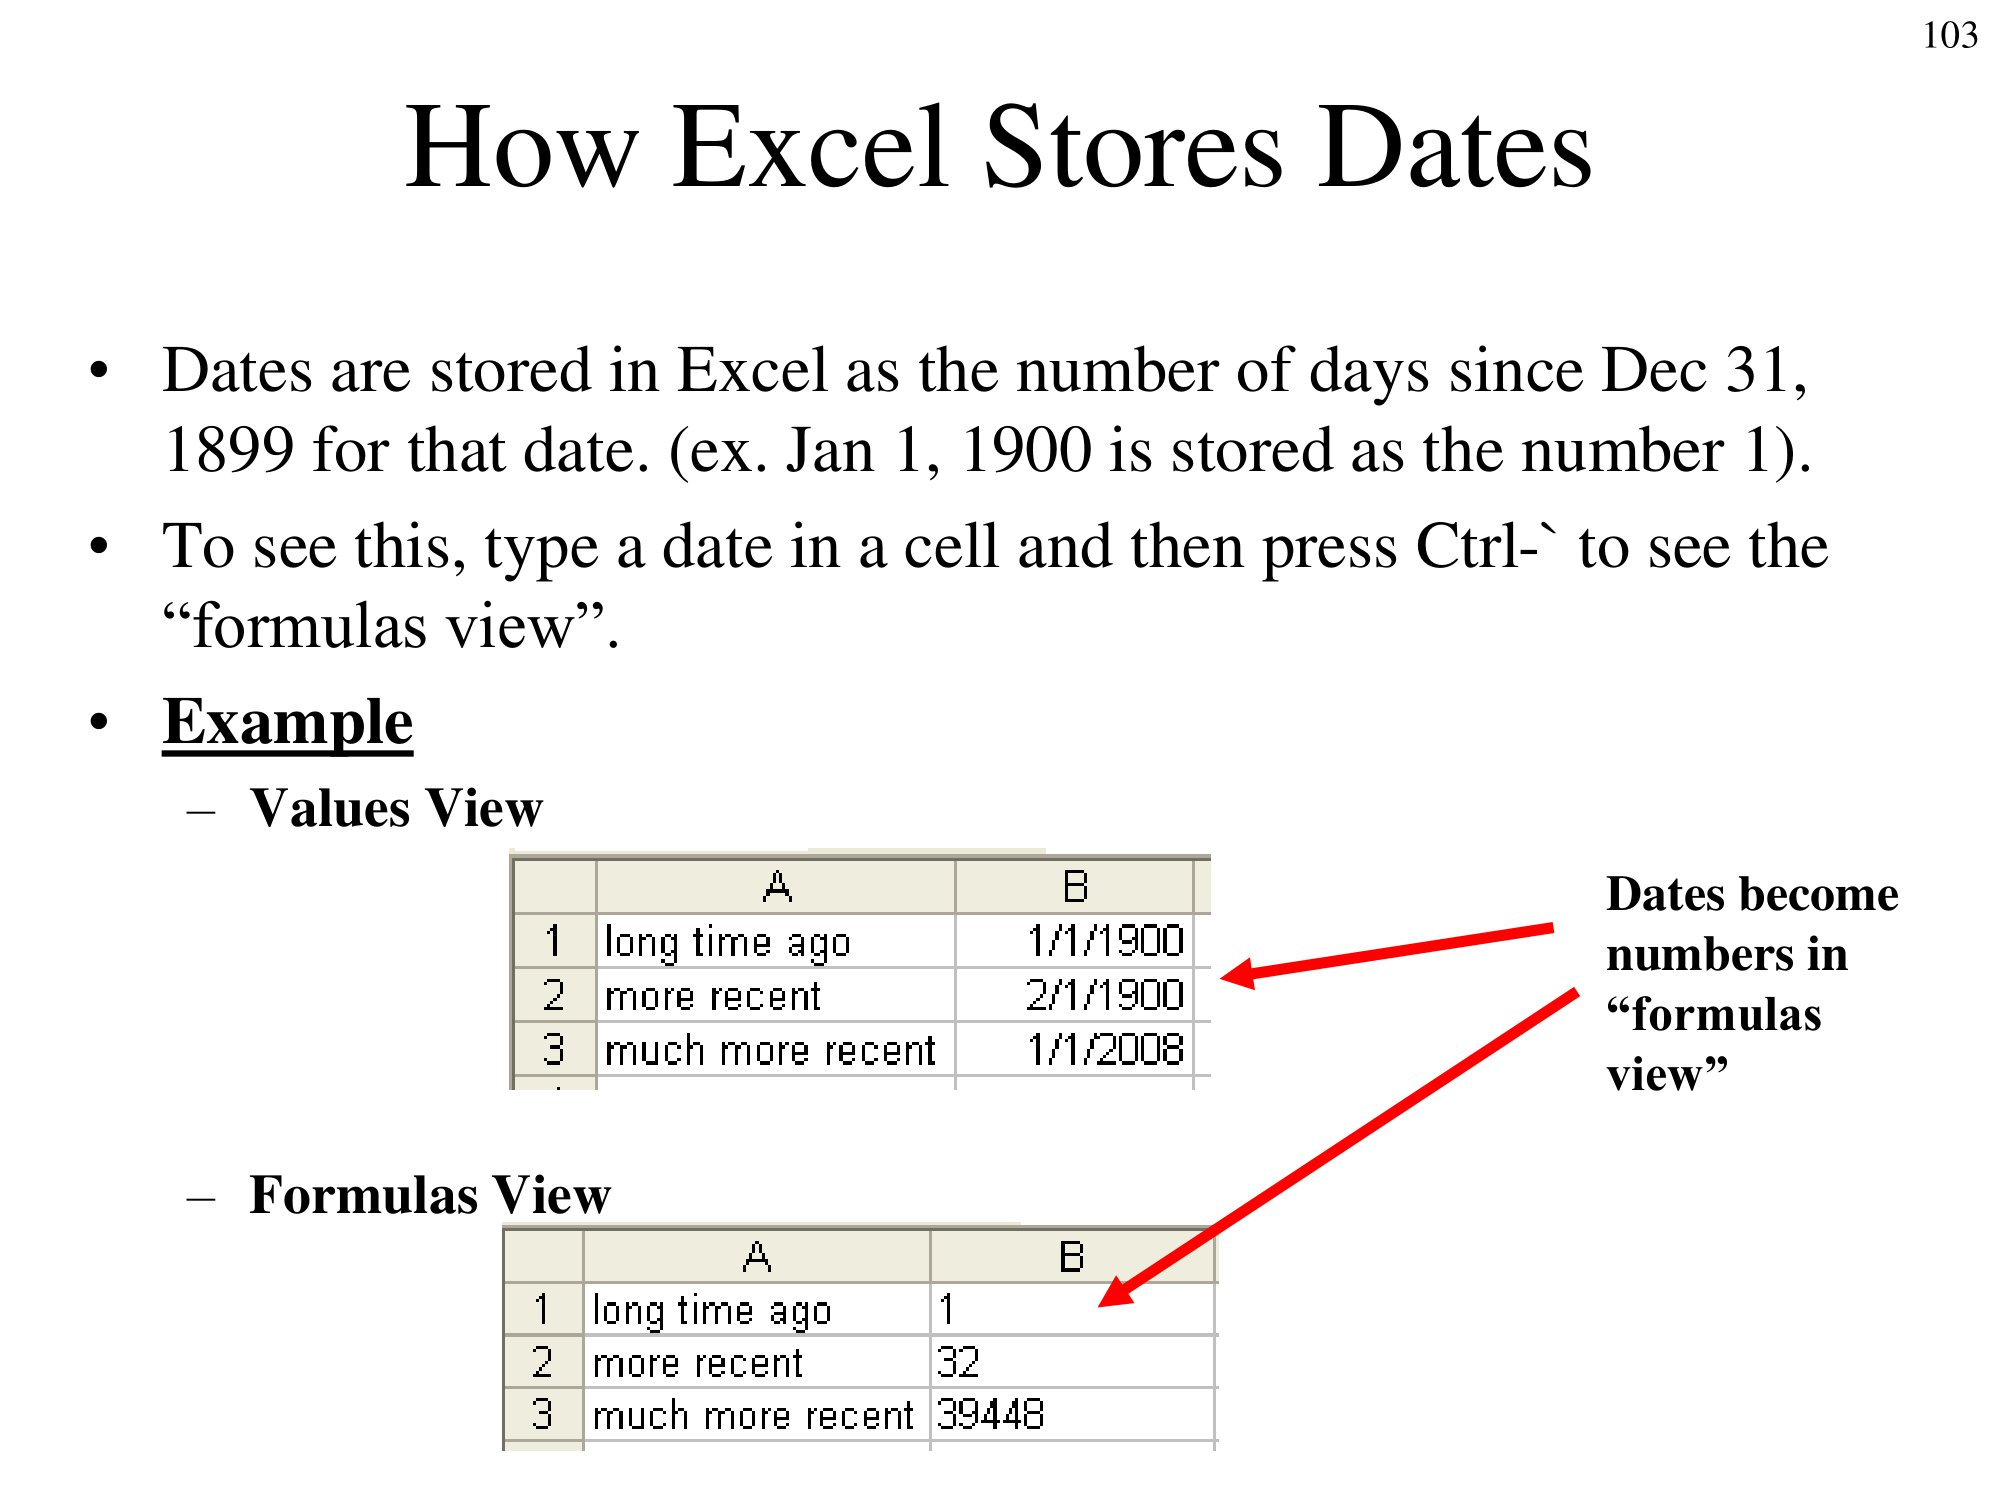 103
How Excel Stores Dates
• Dates are stored in Excel as the number of days since Dec 31,
1899 for that date. (ex. Jan 1, 1900 is stored as the number 1).
• To see this, type a date in a cell and then press Ctrl-` to see the
“formulas view”.
• Example
– Values View
A B
1 long time ago 1/1/1900
2 more recent 2/1/1900
3 much more recent 1/1/2008
Dates become
numbers in
“formulas
view”
– Formulas View
A B
1 long time ago 1
2 more recent 32
3 much more recent 39448